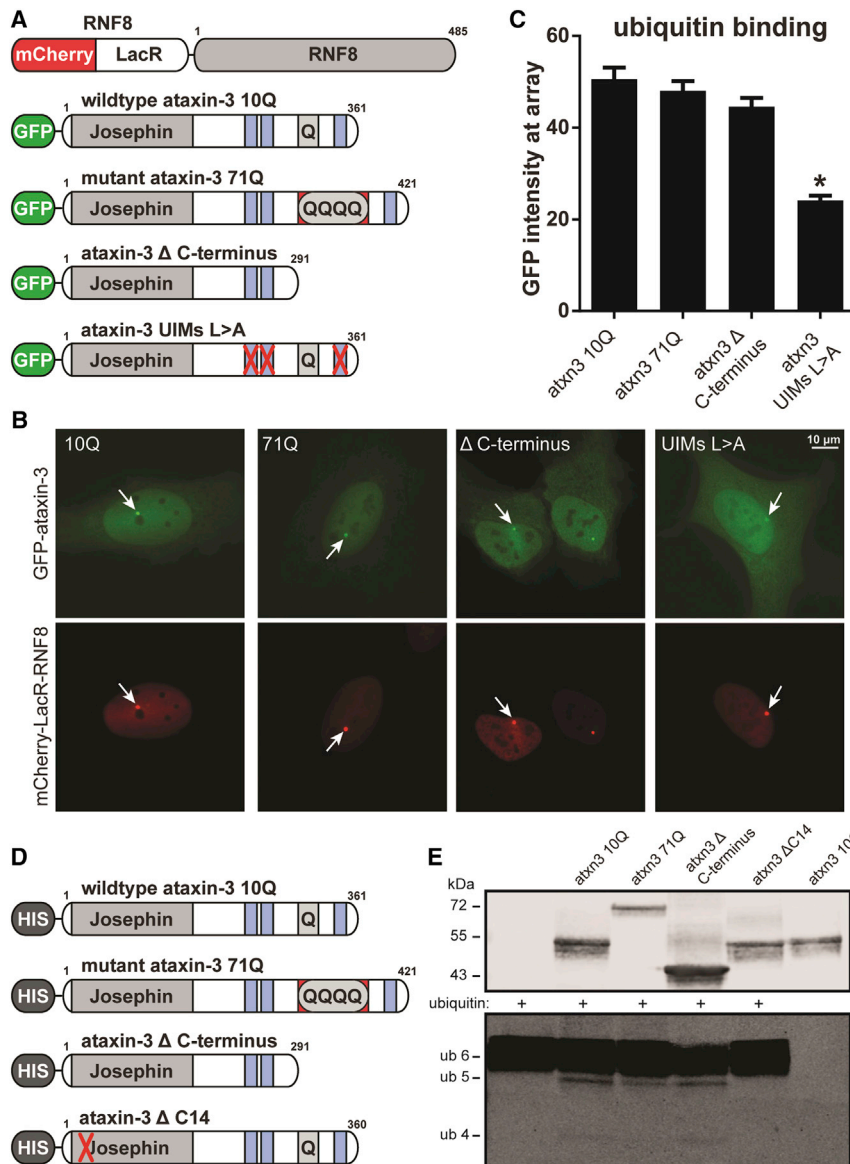 A
RNF8
1
485
mCherry
LacR
RNF8
wildtype ataxin-3 10Q
1
361
GFP
Josephin
Q
mutant ataxin-3 71Q
1
421
GFP
Josephin
QQQQ
ataxin-3 Δ C-terminus
1
291
GFP
Josephin
ataxin-3 UIMs L>A
1
361
GFP
Josephin
Q
C
ubiquitin binding
GFP intensity at array
60
40
20
0
*
atxn3 10Q
atxn3 71Q
atxn3 Δ
C-terminus
atxn3
UIMs L>A
B
10Q
71Q
Δ C-terminus
UIMs L>A
10 µm
GFP-ataxin-3
mCherry-LacR-RNF8
D
wildtype ataxin-3 10Q
1
361
HIS
Josephin
Q
mutant ataxin-3 71Q
1
421
HIS
Josephin
QQQQ
ataxin-3 Δ C-terminus
1
291
HIS
Josephin
ataxin-3 Δ C14
1
360
HIS
Josephin
Q
E
atxn3 10Q
atxn3 71Q
atxn3 Δ
C-terminus
atxn3 ΔC14
atxn3
kDa
72
55
43
ubiquitin: + + + + +
ub 6
ub 5
ub 4